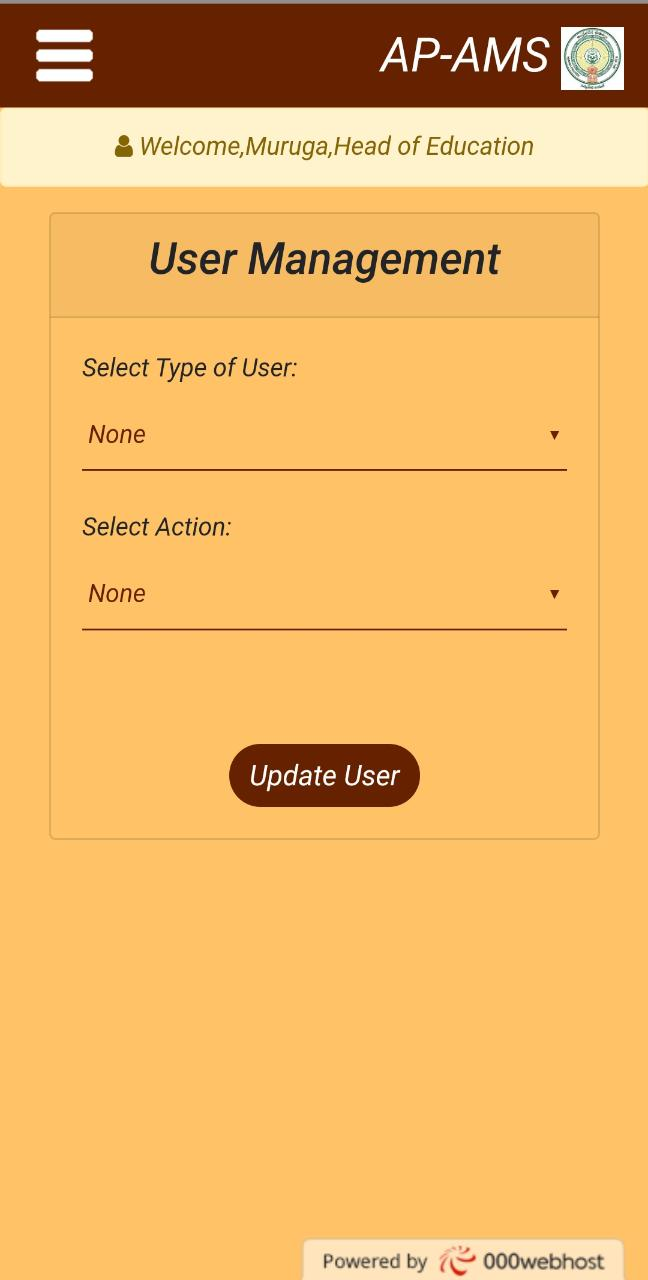 AP-AMS
Welcome,Muruga,Head of Education
User Management
Select Type of User:
None
Select Action:
None
Update User
Powered by 000webhost